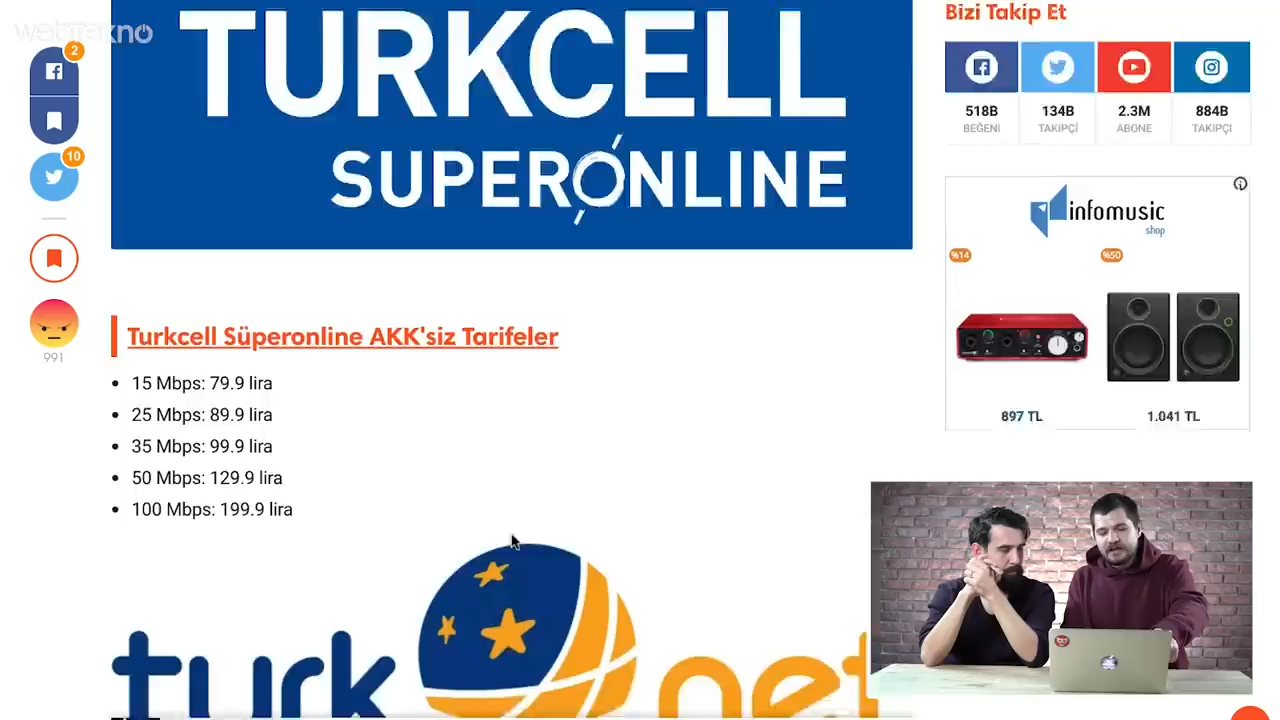 webtekno
TURKCELL
SUPERONLINE
2
10
991
Turkcell Süperonline AKK'siz Tarifeler
15 Mbps: 79.9 lira
25 Mbps: 89.9 lira
35 Mbps: 99.9 lira
50 Mbps: 129.9 lira
100 Mbps: 199.9 lira
turk net
Bizi Takip Et
518B 134B 2.3M 884B
BEĞENİ TAKİPÇİ ABONE TAKİPÇİ
infomusic
shop
%14 %50
897 TL 1.041 TL